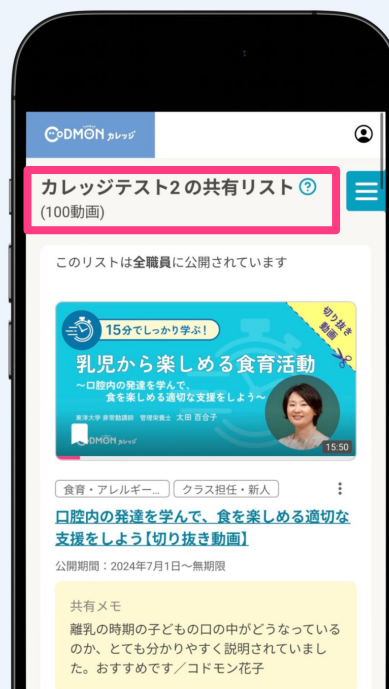 CODMON カレッジ
カレッジテスト2 の共有リスト ?
(100動画)
このリストは全職員に公開されています
切り抜き
動画
15分でしっかり学ぶ！
乳児から楽しめる食育活動
～口腔内の発達を学んで、
食を楽しめる適切な支援をしよう～
東洋大学 非常勤講師 管理栄養士 太田 百合子
CODMON カレッジ
15:50
食育・アレルギー...
クラス担任・新人
口腔内の発達を学んで、食を楽しめる適切な
支援をしよう【切り抜き動画】
公開期間：2024年7月1日～無期限
共有メモ
離乳の時期の子どもの口の中がどうなっている
のか、とても分かりやすく説明されていまし
た。おすすめです／コドモン花子